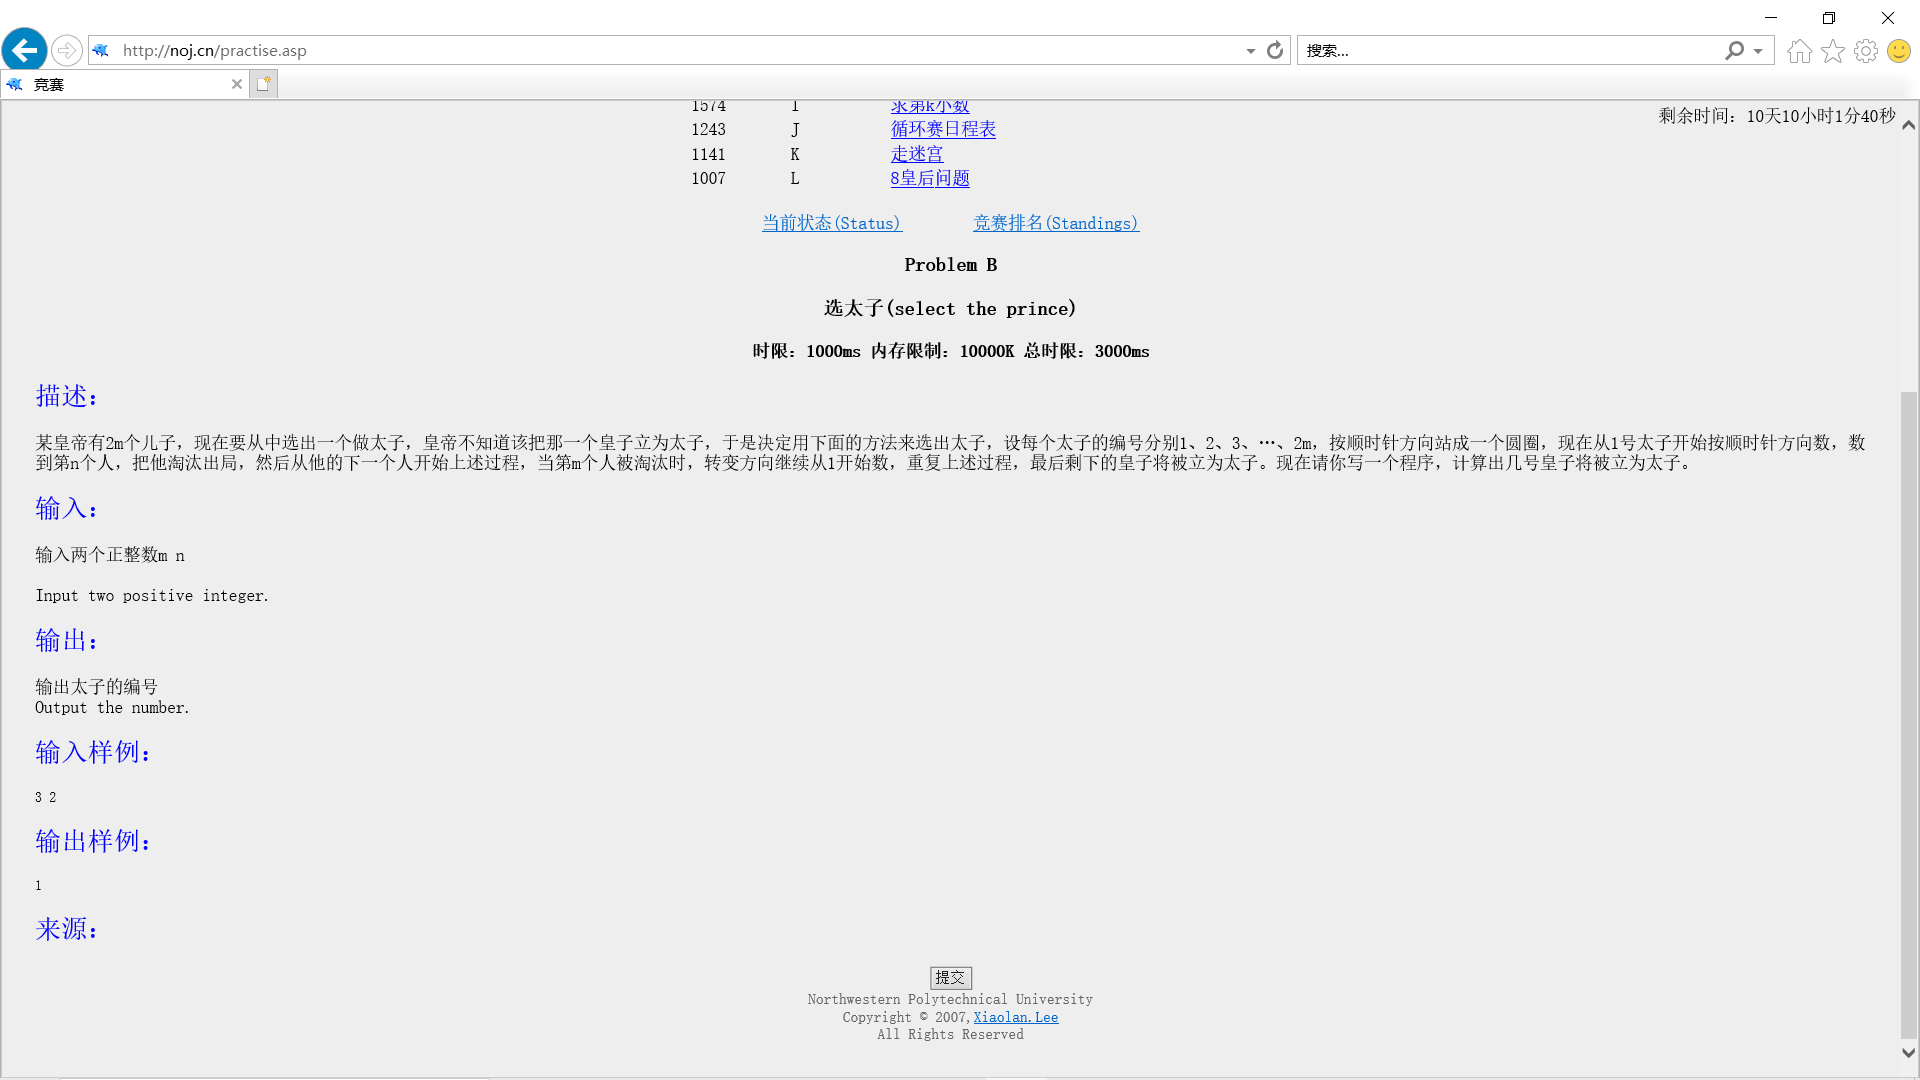 http://noj.cn/practise.asp
搜索...
竞赛
剩余时间：10天10小时1分40秒
1574 I 求第k小数
1243 J 循环赛日程表
1141 K 走迷宫
1007 L 8皇后问题
当前状态(Status) 竞赛排名(Standings)
Problem B
选太子(select the prince)
时限：1000ms 内存限制：10000K 总时限：3000ms
描述：
某皇帝有2m个儿子，现在要从中选出一个做太子，皇帝不知道该把那一个皇子立为太子，于是决定用下面的方法来选出太子，设每个太子的编号分别1、2、3、…、2m，按顺时针方向站成一个圆圈，现在从1号太子开始按顺时针方向数，数
到第n个人，把他淘汰出局，然后从他的下一个人开始上述过程，当第m个人被淘汰时，转变方向继续从1开始数，重复上述过程，最后剩下的皇子将被立为太子。现在请你写一个程序，计算出几号皇子将被立为太子。
输入：
输入两个正整数m n
Input two positive integer.
输出：
输出太子的编号
Output the number.
输入样例：
3 2
输出样例：
1
来源：
提交
Northwestern Polytechnical University
Copyright © 2007,Xiaolan.Lee
All Rights Reserved